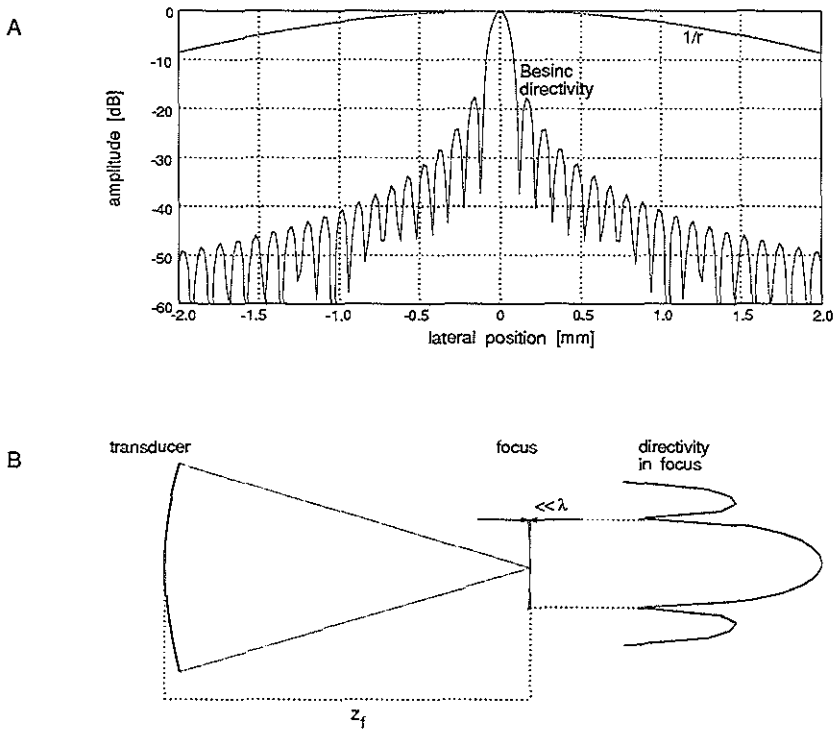 A
amplitude [dB]
0
-10
-20
-30
-40
-50
-60
1/r
Besinc
directivity
-2.0 -1.5 -1.0 -0.5 0 0.5 1.0 1.5 2.0
lateral position [mm]
B
transducer
focus
directivity
in focus
<<λ
z_f